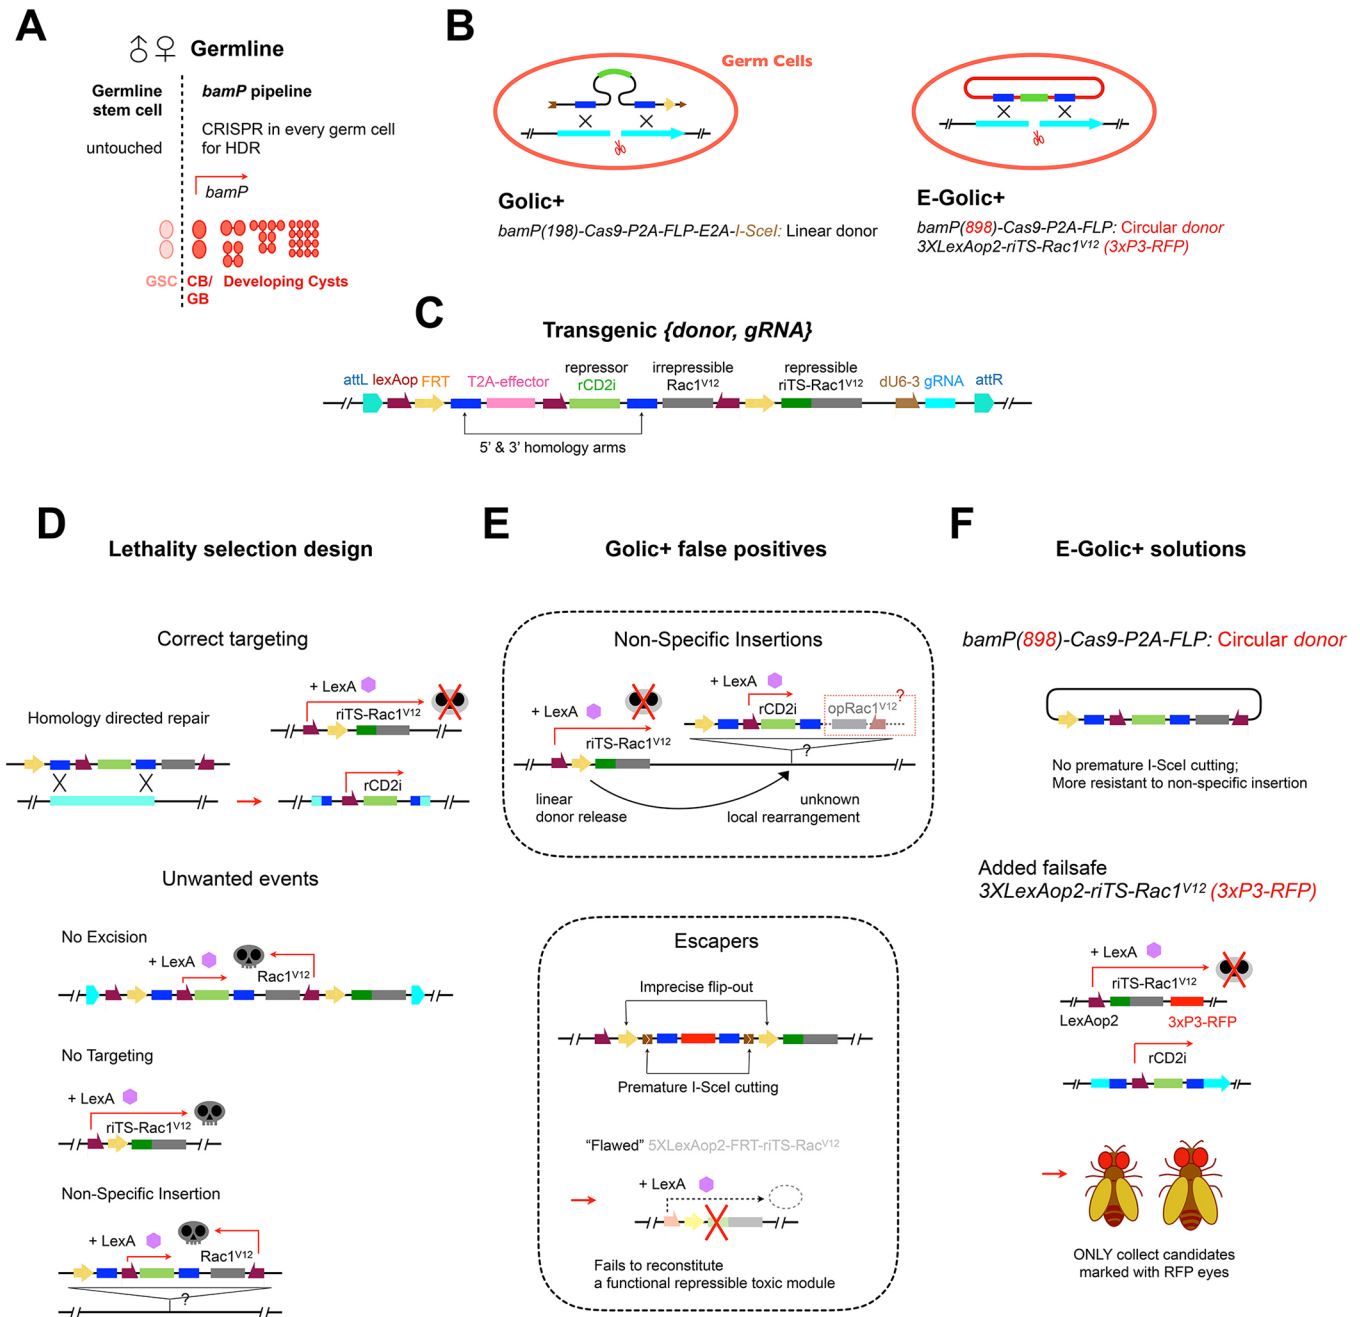 A
Germline
Germline
stem cell
bamP pipeline
untouched
CRISPR in every germ cell
for HDR
bamP
GSC
CB/
GB
Developing Cysts
B
Germ Cells
Golic+
bamP(198)-Cas9-P2A-FLP-E2A-I-SceI: Linear donor
E-Golic+
bamP(898)-Cas9-P2A-FLP: Circular donor
3XLexAop2-riTS-Rac1V12 (3xP3-RFP)
C
Transgenic {donor, gRNA}
attL lexAop FRT T2A-effector
repressor
rCD2i
irrepressible
Rac1V12
repressible
riTS-Rac1V12
dU6-3 gRNA attR
5' & 3' homology arms
D
Lethality selection design
Correct targeting
Homology directed repair
+ LexA
riTS-Rac1V12
rCD2i
Unwanted events
No Excision
+ LexA
Rac1V12
No Targeting
+ LexA
riTS-Rac1V12
Non-Specific Insertion
+ LexA
Rac1V12
?
E
Golic+ false positives
Non-Specific Insertions
+ LexA
riTS-Rac1V12
+ LexA
rCD2i
opRac1V12
?
?
linear
donor release
unknown
local rearrangement
Escapers
Imprecise flip-out
Premature I-SceI cutting
“Flawed” 5XLexAop2-FRT-riTS-RacV12
+ LexA
Fails to reconstitute
a functional repressible toxic module
F
E-Golic+ solutions
bamP(898)-Cas9-P2A-FLP: Circular donor
No premature I-SceI cutting;
More resistant to non-specific insertion
Added failsafe
3XLexAop2-riTS-Rac1V12 (3xP3-RFP)
+ LexA
riTS-Rac1V12
LexAop2
3xP3-RFP
rCD2i
ONLY collect candidates
marked with RFP eyes